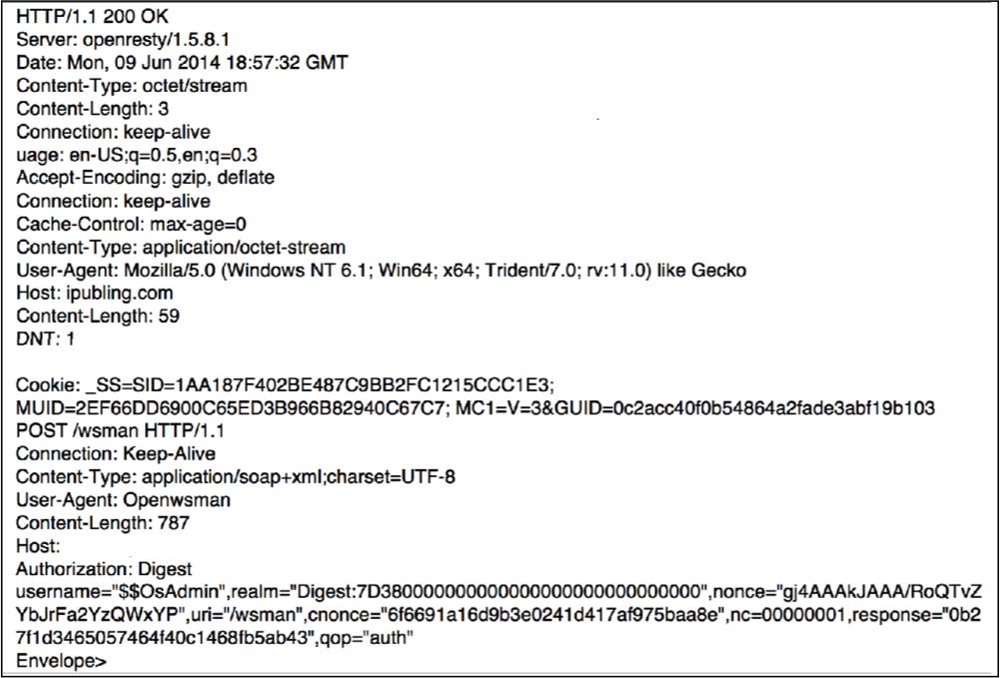 HTTP/1.1 200 OK
Server: openresty/1.5.8.1
Date: Mon, 09 Jun 2014 18:57:32 GMT
Content-Type: octet/stream
Content-Length: 3
Connection: keep-alive
uage: en-US;q=0.5,en;q=0.3
Accept-Encoding: gzip, deflate
Connection: keep-alive
Cache-Control: max-age=0
Content-Type: application/octet-stream
User-Agent: Mozilla/5.0 (Windows NT 6.1; Win64; x64; Trident/7.0; rv:11.0) like Gecko
Host: ipubling.com
Content-Length: 59
DNT: 1
Cookie: _SS=SID=1AA187F402BE487C9BB2FC1215CCC1E3;
MUID=2EF66DD6900C65ED3B966B82940C67C7; MC1=V=3&GUID=0c2acc40f0b54864a2fade3abf19b103
POST /wsman HTTP/1.1
Connection: Keep-Alive
Content-Type: application/soap+xml;charset=UTF-8
User-Agent: Openwsman
Content-Length: 787
Host:
Authorization: Digest
username="$$OsAdmin",realm="Digest:7D3800000000000000000000000000000",nonce="gj4AAAkJAAA/RoQTvZ
YbJrFa2YzQWxYP",uri="/wsman",cnonce="6f6691a16d9b3e0241d417af975baa8e",nc=00000001,response="0b2
7f1d3465057464f40c1468fb5ab43",qop="auth"
Envelope>